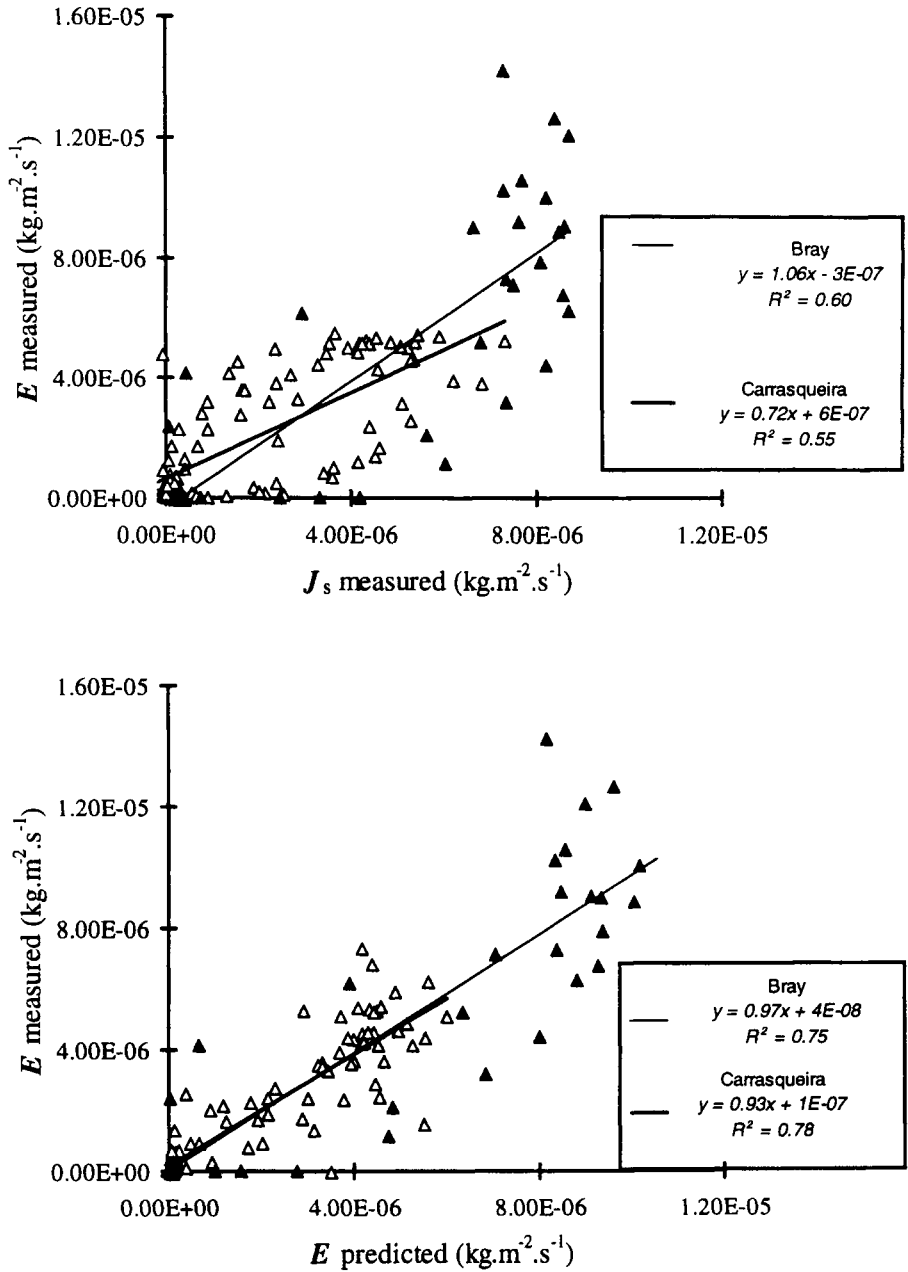 1.60E-05
1.20E-05
8.00E-06
4.00E-06
0.00E+00
E measured (kg.m⁻².s⁻¹)
Bray
y = 1.06x - 3E-07
R² = 0.60
Carrasqueira
y = 0.72x + 6E-07
R² = 0.55
0.00E+00 4.00E-06 8.00E-06 1.20E-05
Jₛ measured (kg.m⁻².s⁻¹)
1.60E-05
1.20E-05
8.00E-06
4.00E-06
0.00E+00
E measured (kg.m⁻².s⁻¹)
Bray
y = 0.97x + 4E-08
R² = 0.75
Carrasqueira
y = 0.93x + 1E-07
R² = 0.78
0.00E+00 4.00E-06 8.00E-06 1.20E-05
E predicted (kg.m⁻².s⁻¹)